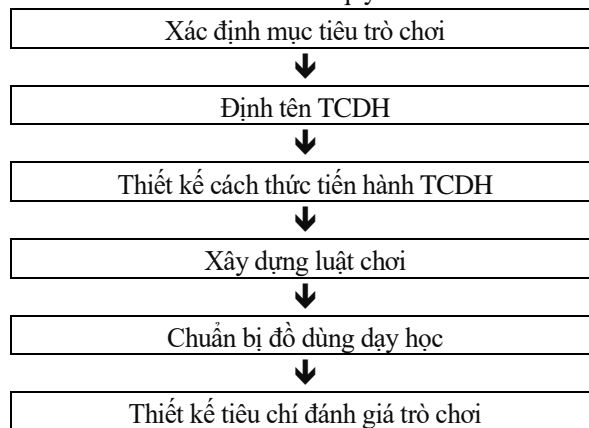 Xác định mục tiêu trò chơi
Định tên TCDH
Thiết kế cách thức tiến hành TCDH
Xây dựng luật chơi
Chuẩn bị đồ dùng dạy học
Thiết kế tiêu chí đánh giá trò chơi